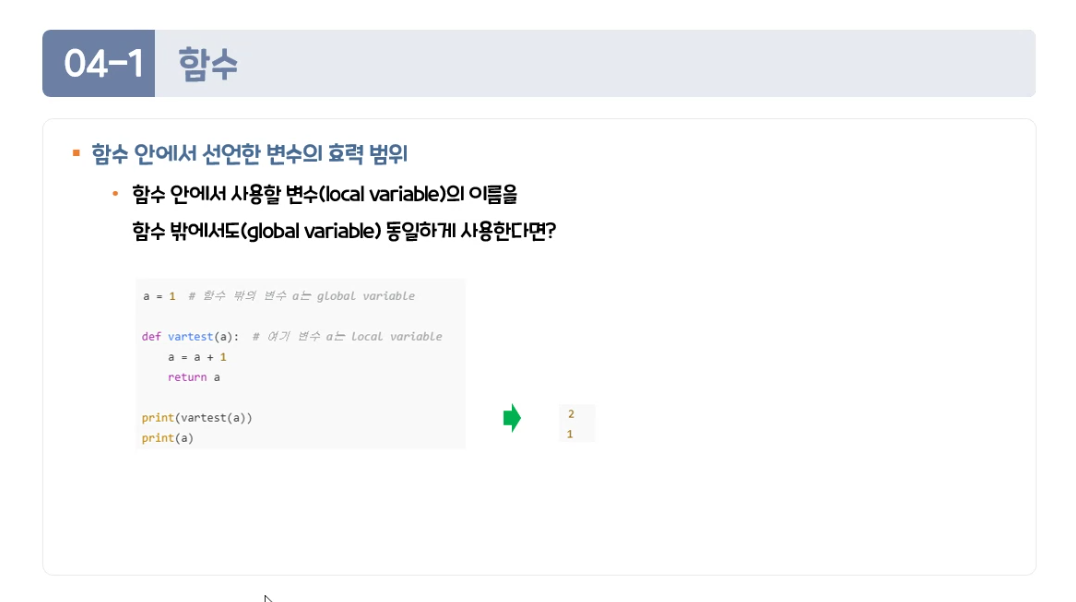 04-1 함수
함수 안에서 선언한 변수의 효력 범위
함수 안에서 사용할 변수(local variable)의 이름을
함수 밖에서도(global variable) 동일하게 사용한다면?
a = 1  # 함수 밖의 변수 a는 global variable
def vartest(a):  # 여기 변수 a는 local variable
    a = a + 1
    return a
print(vartest(a))
print(a)
2
1